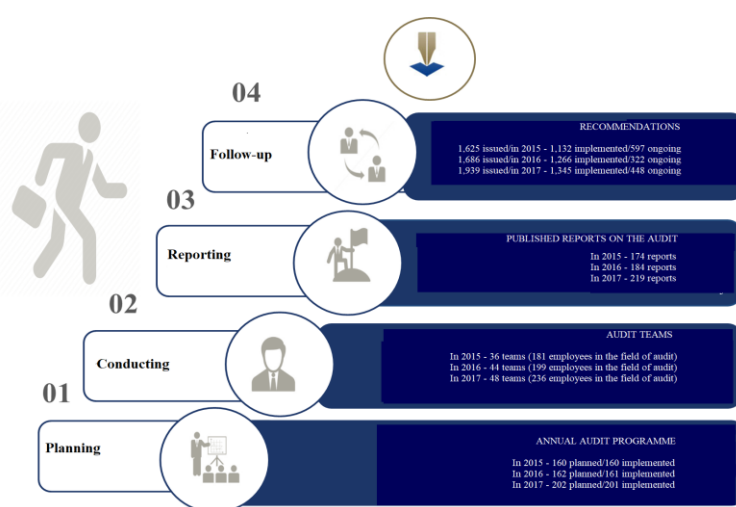 04
Follow-up
RECOMMENDATIONS
1,625 issued/in 2015 - 1,132 implemented/597 ongoing
1,686 issued/in 2016 - 1,266 implemented/322 ongoing
1,939 issued/in 2017 - 1,345 implemented/448 ongoing
03
Reporting
PUBLISHED REPORTS ON THE AUDIT
In 2015 - 174 reports
In 2016 - 184 reports
In 2017 - 219 reports
02
Conducting
AUDIT TEAMS
In 2015 - 36 teams (181 employees in the field of audit)
In 2016 - 44 teams (199 employees in the field of audit)
In 2017 - 48 teams (236 employees in the field of audit)
01
Planning
ANNUAL AUDIT PROGRAMME
In 2015 - 160 planned/160 implemented
In 2016 - 162 planned/161 implemented
In 2017 - 202 planned/201 implemented